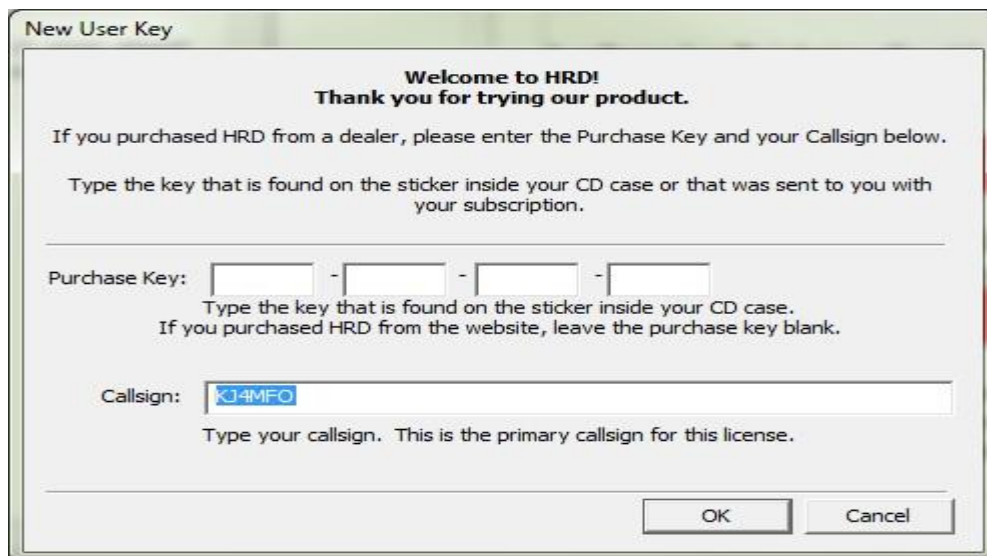 New User Key
Welcome to HRD!
Thank you for trying our product.
If you purchased HRD from a dealer, please enter the Purchase Key and your Callsign below.
Type the key that is found on the sticker inside your CD case or that was sent to you with
your subscription.
Purchase Key: - - -
Type the key that is found on the sticker inside your CD case.
If you purchased HRD from the website, leave the purchase key blank.
Callsign: KJ4MFO
Type your callsign. This is the primary callsign for this license.
OK Cancel